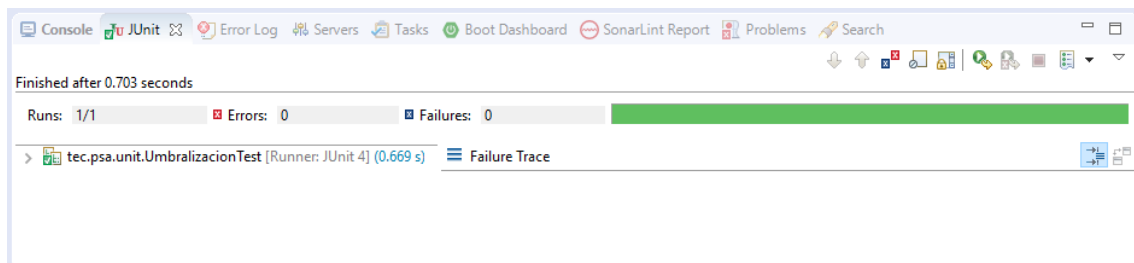 Console JUnit Error Log Servers Tasks Boot Dashboard SonarLint Report Problems Search
Finished after 0.703 seconds
Runs: 1/1 Errors: 0 Failures: 0
tec.psa.unit.UmbralizacionTest [Runner: JUnit 4] (0.669 s) Failure Trace